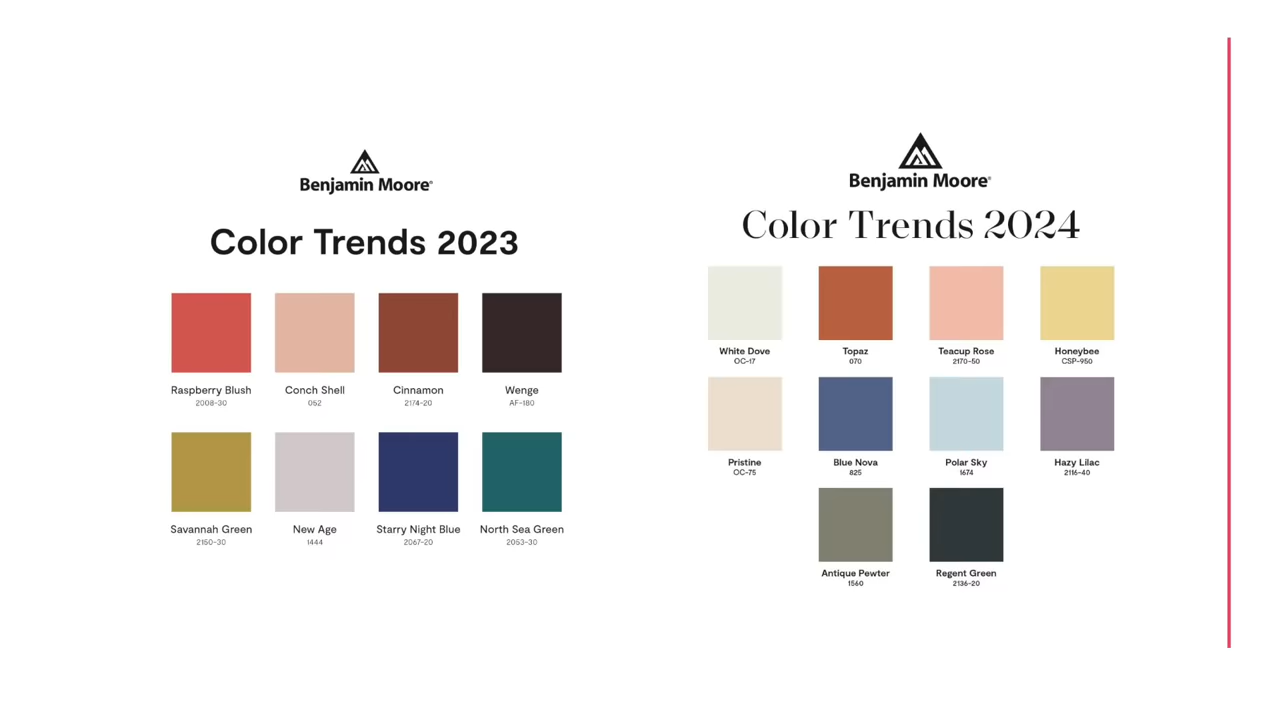 Benjamin Moore®
Color Trends 2023
Raspberry Blush
2008-30
Conch Shell
052
Cinnamon
2174-20
Wenge
AF-180
Savannah Green
2150-30
New Age
1444
Starry Night Blue
2067-20
North Sea Green
2053-30
Benjamin Moore®
Color Trends 2024
White Dove
OC-17
Topaz
070
Teacup Rose
2170-50
Honeybee
CSP-950
Pristine
OC-75
Blue Nova
825
Polar Sky
1674
Hazy Lilac
2116-40
Antique Pewter
1560
Regent Green
2136-20